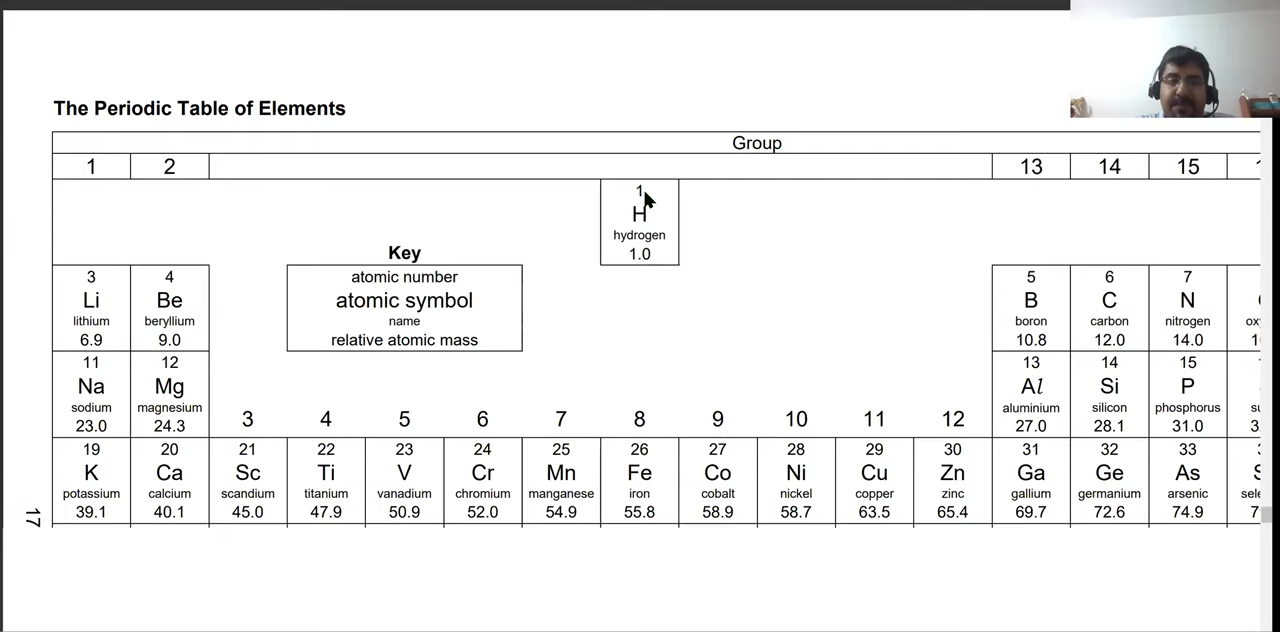 The Periodic Table of Elements
Group
1 2 13 14 15
1
H
hydrogen
1.0
Key
atomic number
atomic symbol
name
relative atomic mass
3 4 5 6 7
Li Be B C N
lithium beryllium boron carbon nitrogen
6.9 9.0 10.8 12.0 14.0
11 12 13 14 15
Na Mg Al Si P
sodium magnesium aluminium silicon phosphorus
23.0 24.3 27.0 28.1 31.0
3 4 5 6 7 8 9 10 11 12
19 20 21 22 23 24 25 26 27 28 29 30 31 32 33
K Ca Sc Ti V Cr Mn Fe Co Ni Cu Zn Ga Ge As
potassium calcium scandium titanium vanadium chromium manganese iron cobalt nickel copper zinc gallium germanium arsenic
39.1 40.1 45.0 47.9 50.9 52.0 54.9 55.8 58.9 58.7 63.5 65.4 69.7 72.6 74.9
17